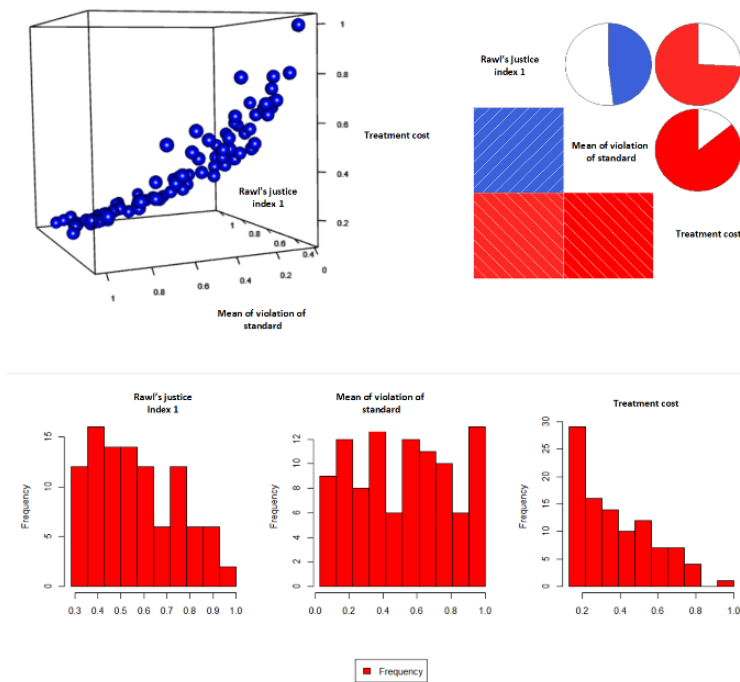 1
0.8
0.6
0.4
0.2
Treatment cost
Rawl's justice
index 1
1
0.8
0.6
0.4
0.2
0
1
0.8
0.6
0.4
0.2
Mean of violation of
standard
Rawl's justice
index 1
Mean of violation
of standard
Treatment cost
Rawl's justice
Index 1
Frequency
0
5
10
15
0.3 0.4 0.5 0.6 0.7 0.8 0.9 1.0
Mean of violation of
standard
Frequency
0
2
4
6
8
12
0.0 0.2 0.4 0.6 0.8 1.0
Treatment cost
Frequency
0
5
10
15
20
25
30
0.2 0.4 0.6 0.8 1.0
Frequency